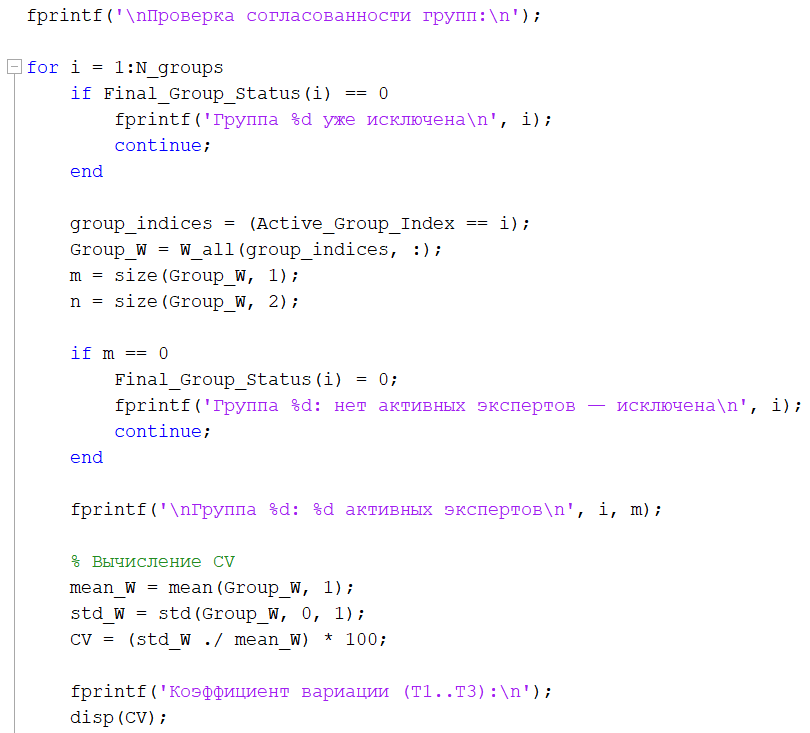 fprintf('\nПроверка согласованности групп:\n');
for i = 1:N_groups
if Final_Group_Status(i) == 0
fprintf('Группа %d уже исключена\n', i);
continue;
end
group_indices = (Active_Group_Index == i);
Group_W = W_all(group_indices, :);
m = size(Group_W, 1);
n = size(Group_W, 2);
if m == 0
Final_Group_Status(i) = 0;
fprintf('Группа %d: нет активных экспертов — исключена\n', i);
continue;
end
fprintf('\nГруппа %d: %d активных экспертов\n', i, m);
% Вычисление CV
mean_W = mean(Group_W, 1);
std_W = std(Group_W, 0, 1);
CV = (std_W ./ mean_W) * 100;
fprintf('Коэффициент вариации (T1..T3):\n');
disp(CV);